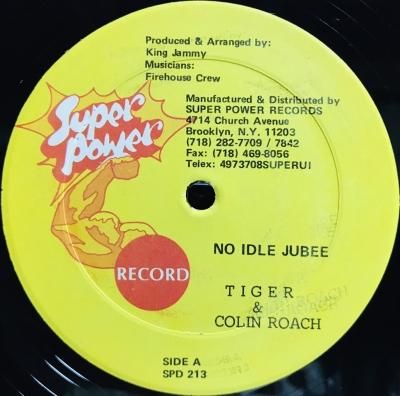 Produced & Arranged by:
King Jammy
Musicians:
Firehouse Crew
Manufactured & Distributed by
SUPER POWER RECORDS
4714 Church Avenue
Brooklyn, N.Y. 11203
(718) 282-7709 / 7842
Fax: (718) 469-8056
Telex: 4973708SUPERUI
Super
Power
RECORD
NO IDLE JUBEE
TIGER
&
COLIN ROACH
SIDE A
SPD 213